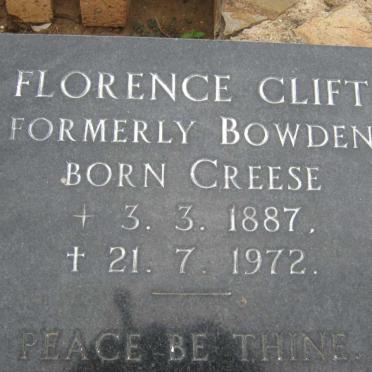 FLORENCE CLIFT
FORMERLY BOWDEN
BORN CREESE
+ 3. 3. 1887.
† 21. 7. 1972.
PEACE BE THINE.